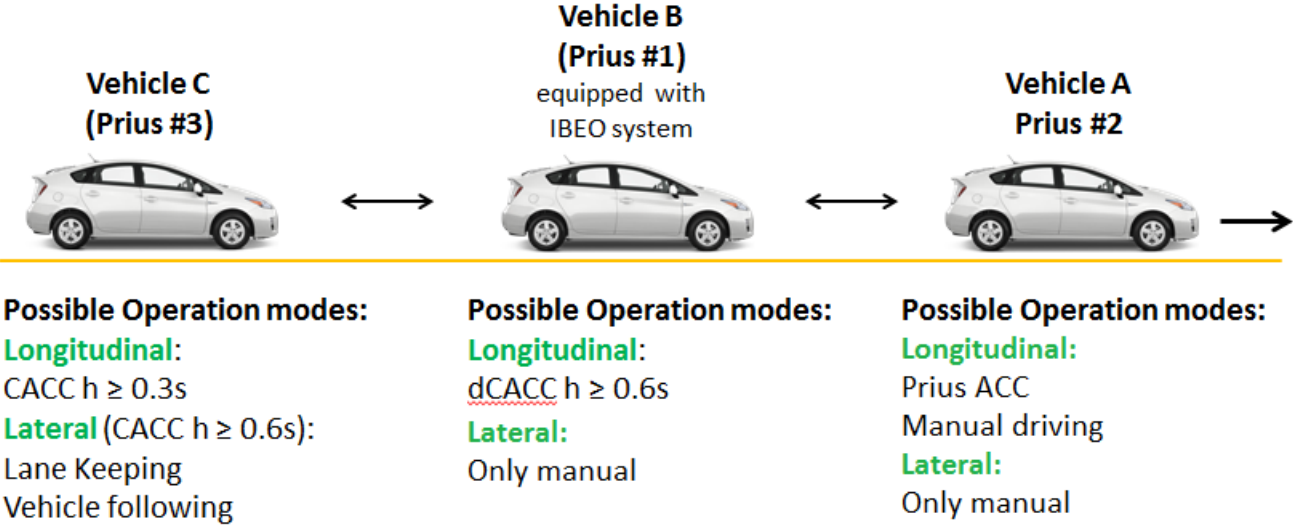 Vehicle C
(Prius #3)
Vehicle B
(Prius #1)
equipped with
IBEO system
Vehicle A
Prius #2
Possible Operation modes:
Longitudinal:
CACC h ≥ 0.3s
Lateral (CACC h ≥ 0.6s):
Lane Keeping
Vehicle following
Possible Operation modes:
Longitudinal:
dCACC h ≥ 0.6s
Lateral:
Only manual
Possible Operation modes:
Longitudinal:
Prius ACC
Manual driving
Lateral:
Only manual